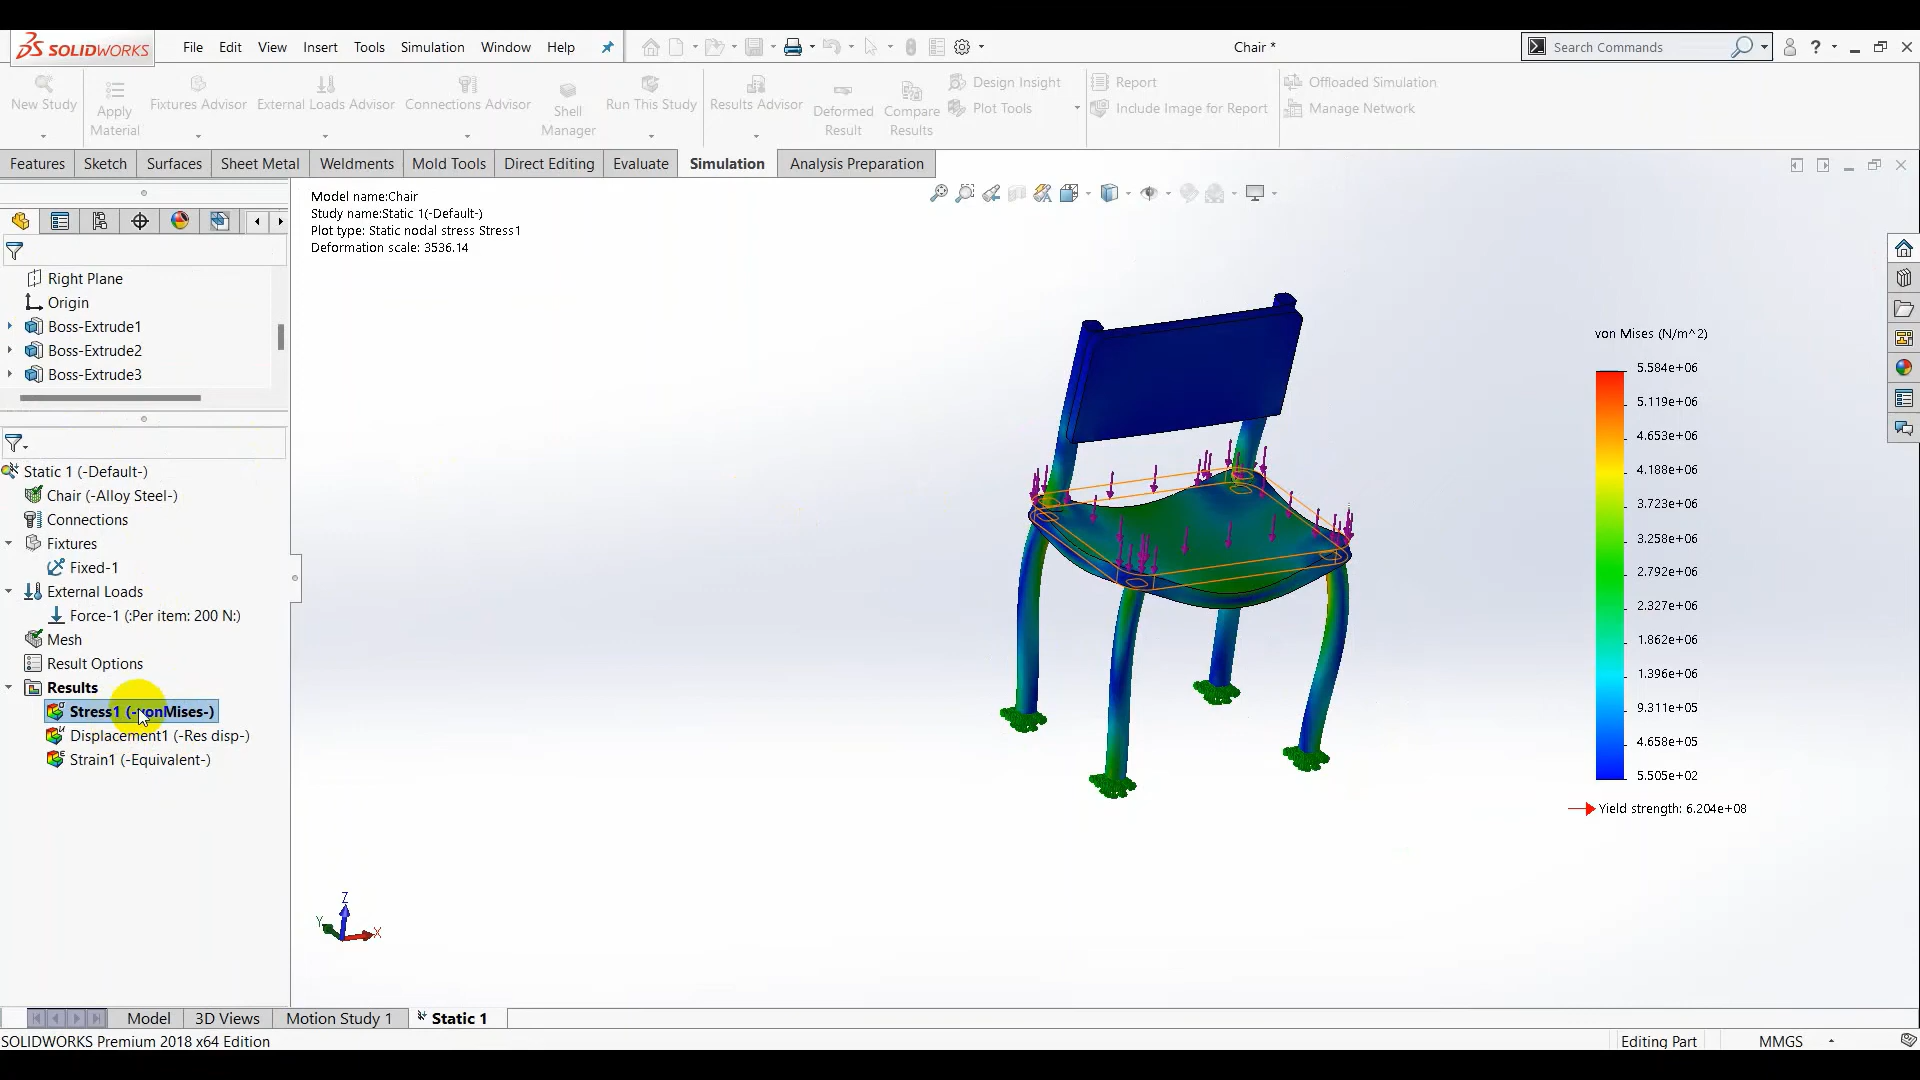 SOLIDWORKS File Edit View Insert Tools Simulation Window Help Chair * Search Commands ?
New Study Apply Material Fixtures Advisor External Loads Advisor Connections Advisor Shell Manager Run This Study Results Advisor Deformed Result Compare Results Design Insight Plot Tools Report Include Image for Report Offloaded Simulation Manage Network
Features Sketch Surfaces Sheet Metal Weldments Mold Tools Direct Editing Evaluate Simulation Analysis Preparation
Model name:Chair
Study name:Static 1(-Default-)
Plot type: Static nodal stress Stress1
Deformation scale: 3536.14
Right Plane
Origin
Boss-Extrude1
Boss-Extrude2
Boss-Extrude3
Static 1 (-Default-)
Chair (-Alloy Steel-)
Connections
Fixtures
Fixed-1
External Loads
Force-1 (:Per item: 200 N:)
Mesh
Result Options
Results
Stress1 (-vonMises-)
Displacement1 (-Res disp-)
Strain1 (-Equivalent-)
von Mises (N/m^2)
5.584e+06
5.119e+06
4.653e+06
4.188e+06
3.723e+06
3.258e+06
2.792e+06
2.327e+06
1.862e+06
1.396e+06
9.311e+05
4.658e+05
5.505e+02
Yield strength: 6.204e+08
Z
Y
X
Model 3D Views Motion Study 1 Static 1
SOLIDWORKS Premium 2018 x64 Edition Editing Part MMGS